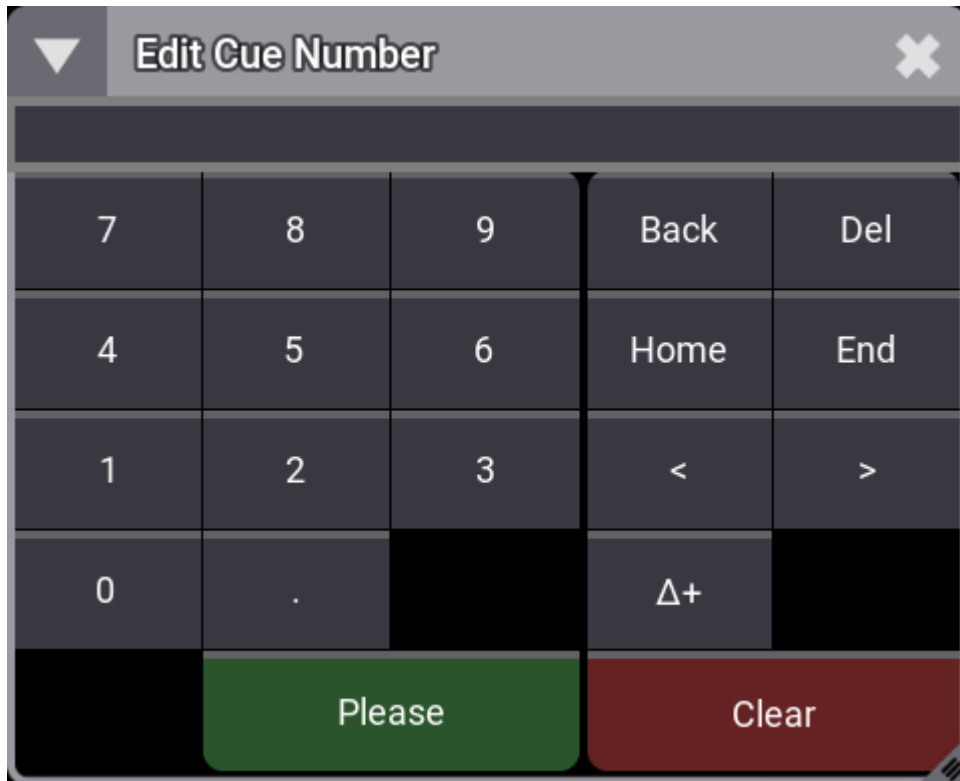 Edit Cue Number
7 8 9 Back Del
4 5 6 Home End
1 2 3 < >
0 . Δ+
Please Clear